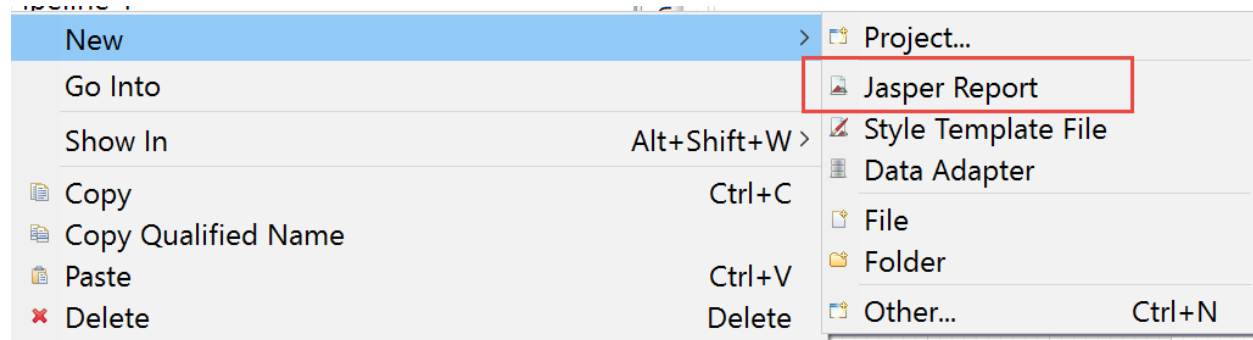 New >
Go Into
Show In Alt+Shift+W >
Copy Ctrl+C
Copy Qualified Name
Paste Ctrl+V
Delete Delete
Project...
Jasper Report
Style Template File
Data Adapter
File
Folder
Other... Ctrl+N